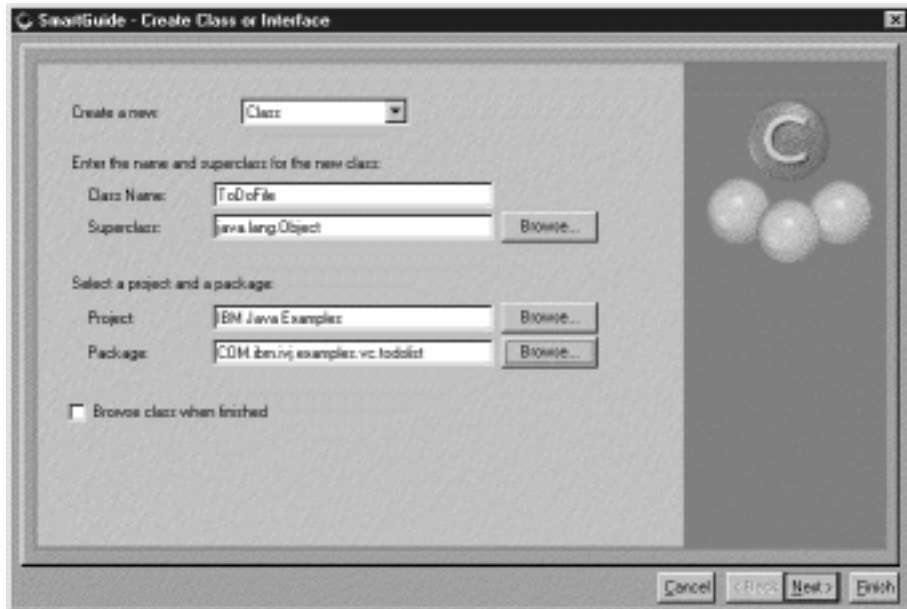 SmartGuide - Create Class or Interface
Create a new: Class
Enter the name and superclass for the new class:
Class Name: ToDoFile
Superclass: java.lang.Object Browse...
Select a project and a package:
Project: IBM Java Examples Browse...
Package: COM.ibm.ivj.examples.vc.todolist Browse...
Browse class when finished
C
Cancel < Back Next > Finish